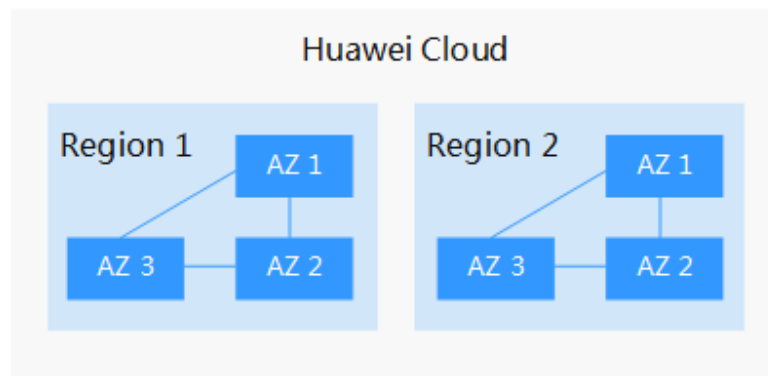 Huawei Cloud
Region 1
AZ 1
AZ 3
AZ 2
Region 2
AZ 1
AZ 3
AZ 2